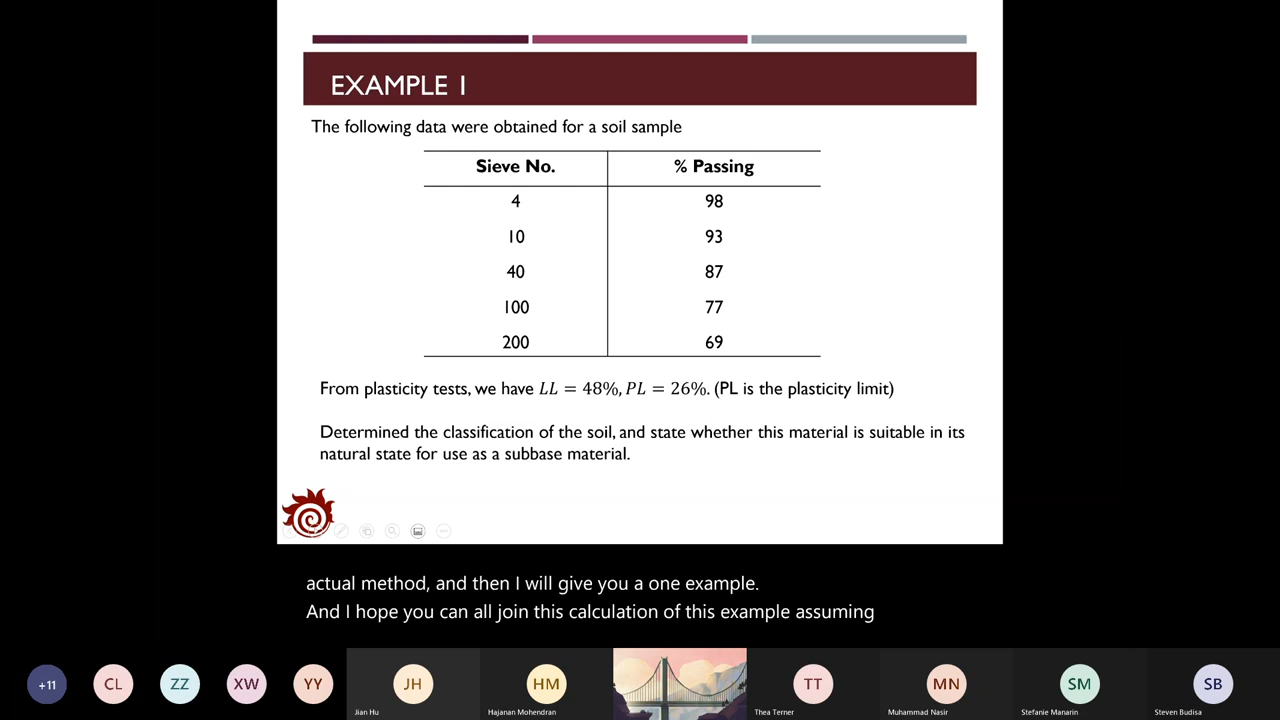 EXAMPLE 1
The following data were obtained for a soil sample
Sieve No. % Passing
4 98
10 93
40 87
100 77
200 69
From plasticity tests, we have LL = 48%, PL = 26%. (PL is the plasticity limit)
Determined the classification of the soil, and state whether this material is suitable in its
natural state for use as a subbase material.
actual method, and then I will give you a one example.
And I hope you can all join this calculation of this example assuming
+11 CL ZZ XW YY JH HM TT MN SM SB
Jian Hu Hajanan Mohendran Thea Terner Muhammad Nasir Stefanie Manarin Steven Budisa